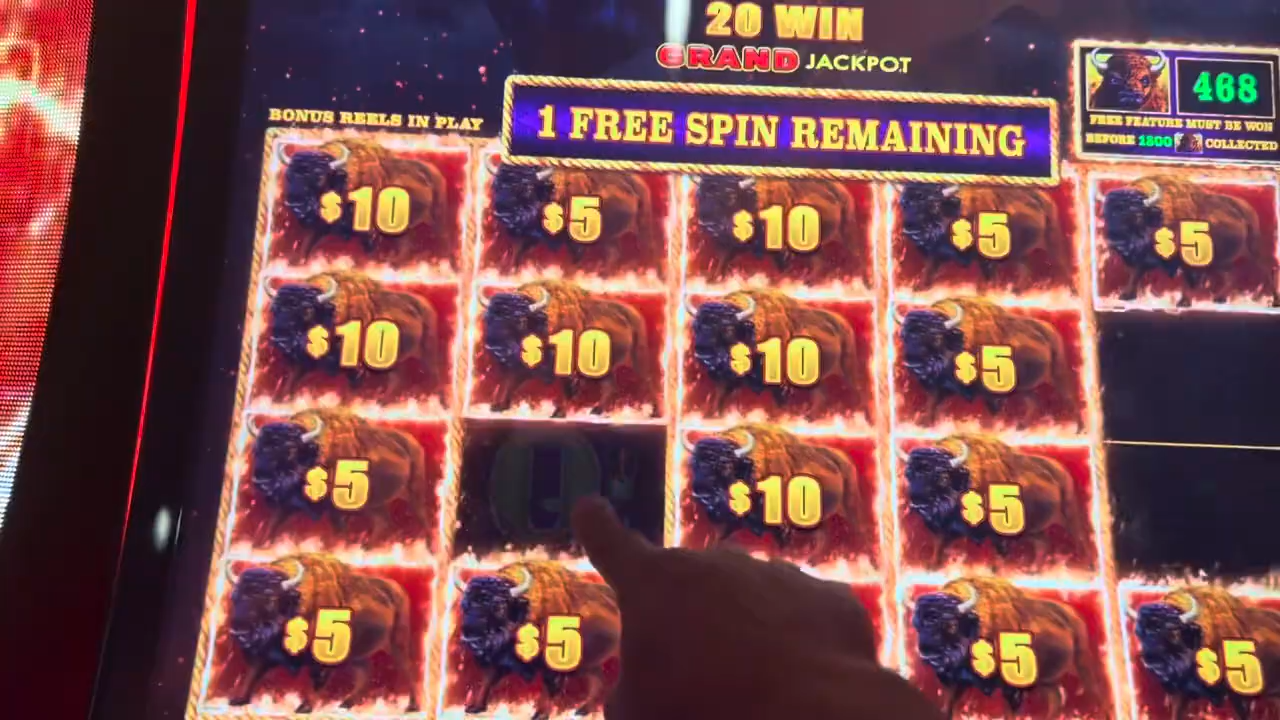 20 WIN
GRAND JACKPOT
1 FREE SPIN REMAINING
468
FREE FEATURE MUST BE WON
BEFORE 1800 COLLECTED
BONUS REELS IN PLAY
$10 $5 $10 $5 $5
$10 $10 $10 $5
$5 $10 $5
$5 $5 $5 $5